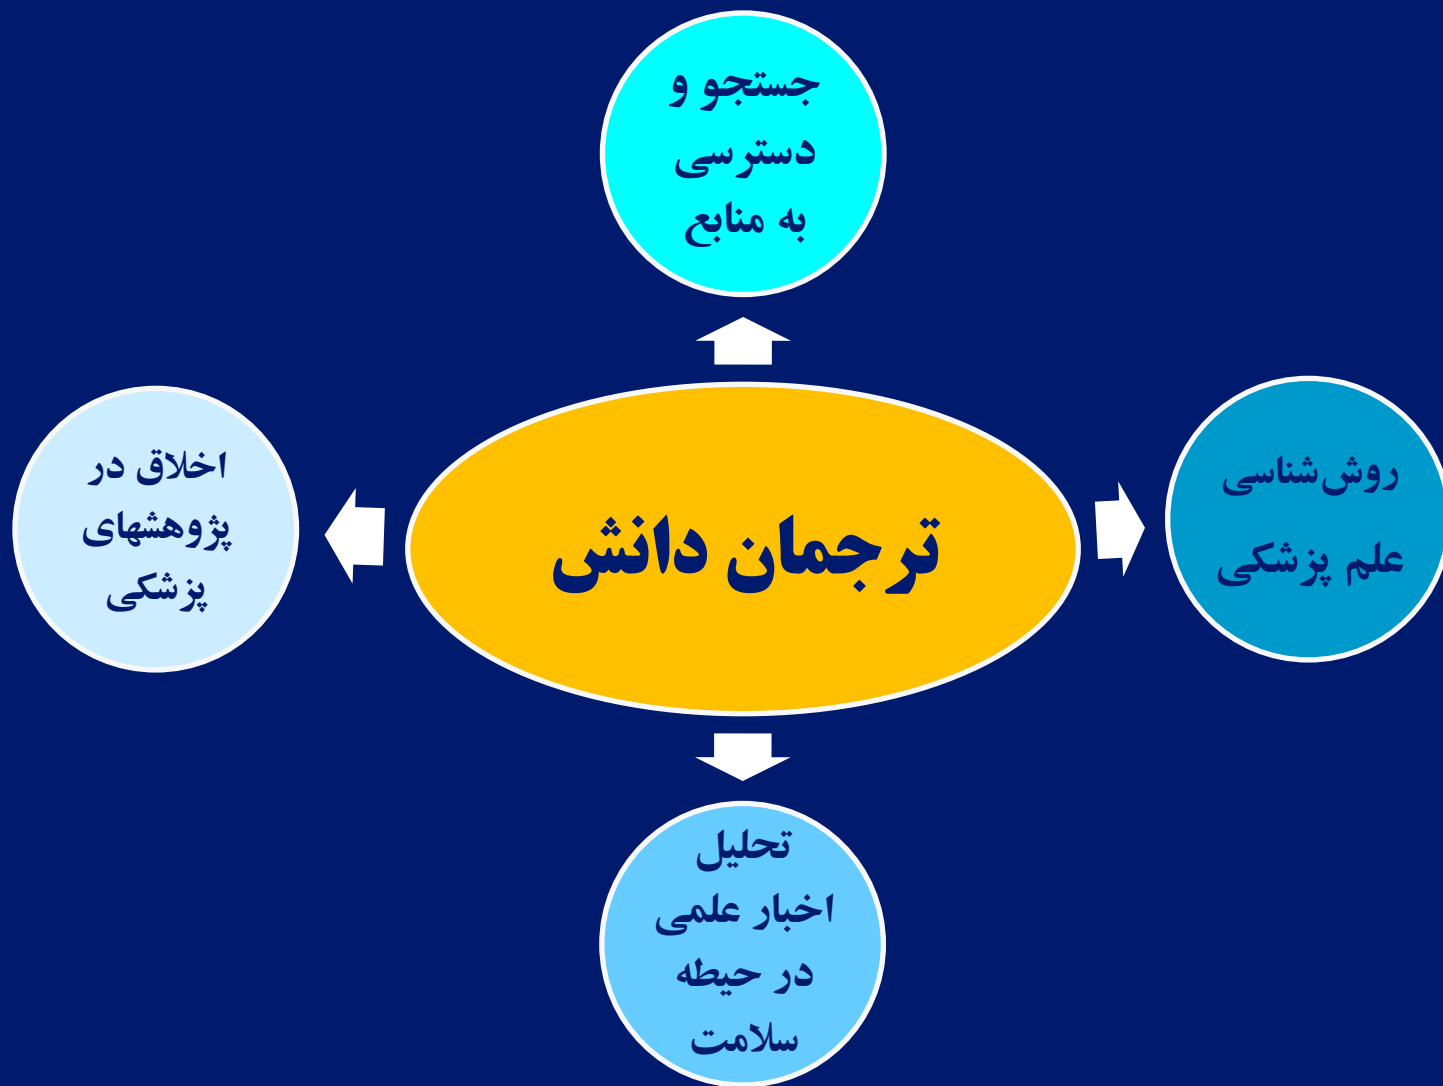 جستجو و
دسترسی
به منابع
روش‌شناسی
علم پزشکی
ترجمان دانش
اخلاق در
پژوهشهای
پزشکی
تحلیل
اخبار علمی
در حیطه
سلامت